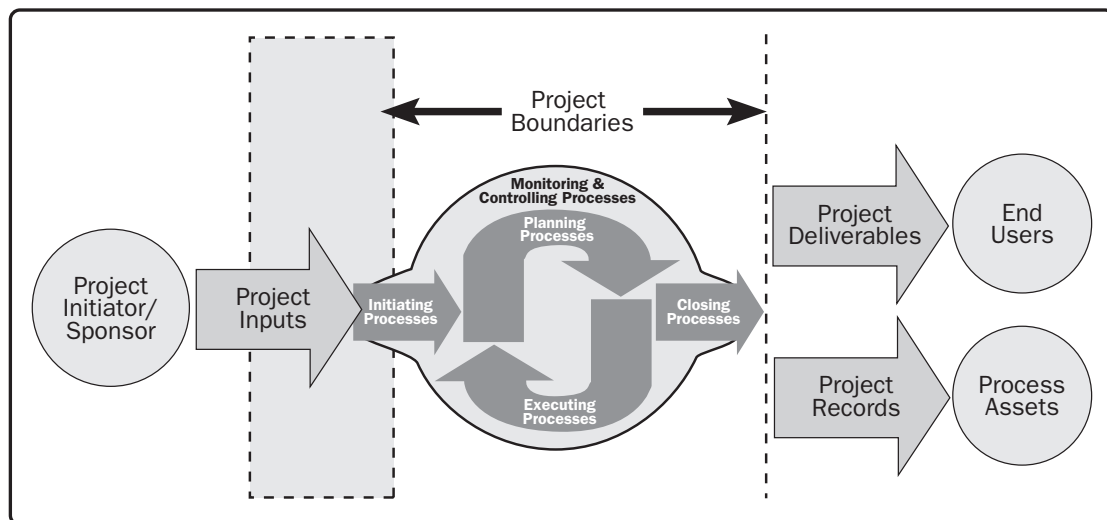 Project
Boundaries
Monitoring &
Controlling Processes
Planning
Processes
Project
Initiator/
Sponsor
Project
Inputs
Initiating
Processes
Closing
Processes
Executing
Processes
Project
Deliverables
End
Users
Project
Records
Process
Assets